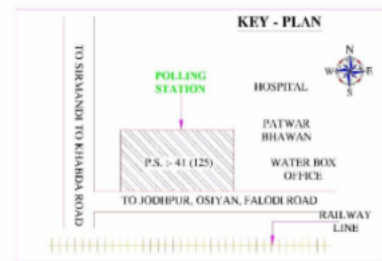 KEY - PLAN
N
W E
S
TO SIRMANDI TO KHABDA ROAD
POLLING
STATION
HOSPITAL
PATWAR
BHAWAN
P.S. :- 41 (125)
WATER BOX
OFFICE
TO JODHPUR, OSIYAN, FALODI ROAD
RAILWAY
LINE